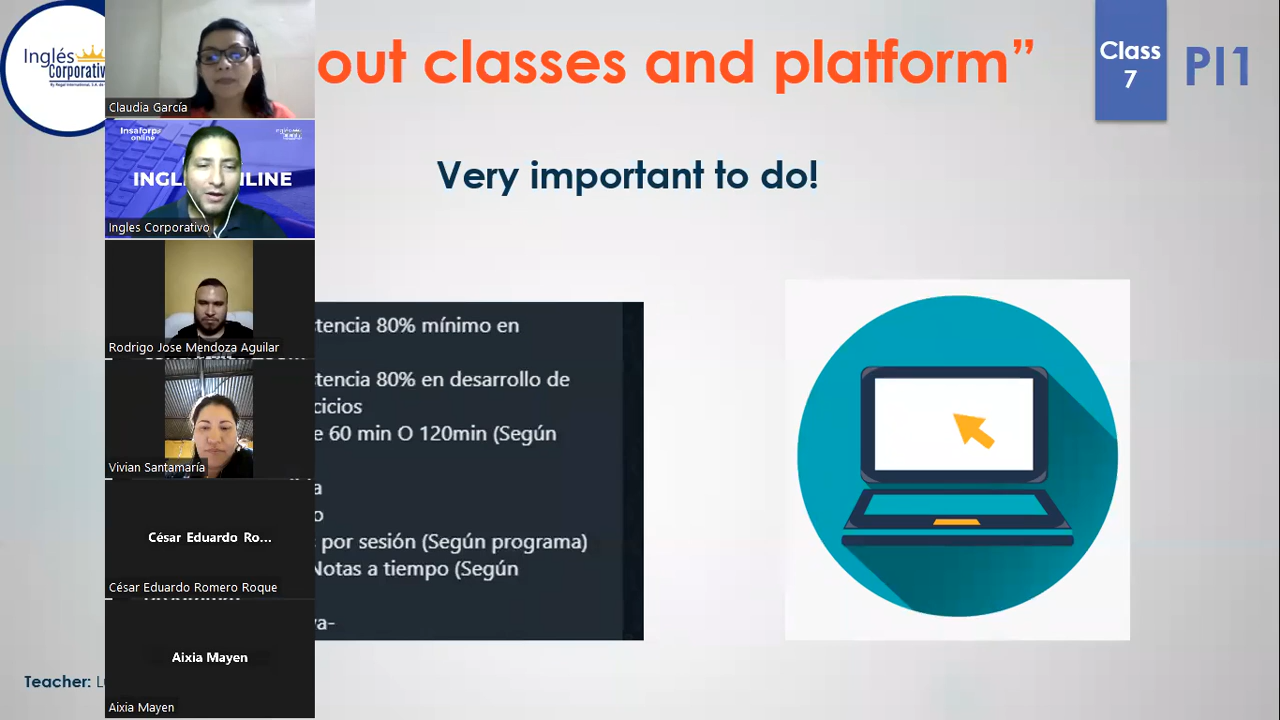 Inglés
Corporativo
out classes and platform”
Class
7
PI1
Very important to do!
Claudia García
Insaforp
online
INGL NLINE
Ingles Corporativo
Rodrigo Jose Mendoza Aguilar
Vivian Santamaría
César Eduardo Ro...
César Eduardo Romero Roque
Aixia Mayen
Aixia Mayen
tencia 80% mínimo en
tencia 80% en desarrollo de
cicios
e 60 min O 120min (Según
a
o
por sesión (Según programa)
Notas a tiempo (Según
va-
Teacher: L